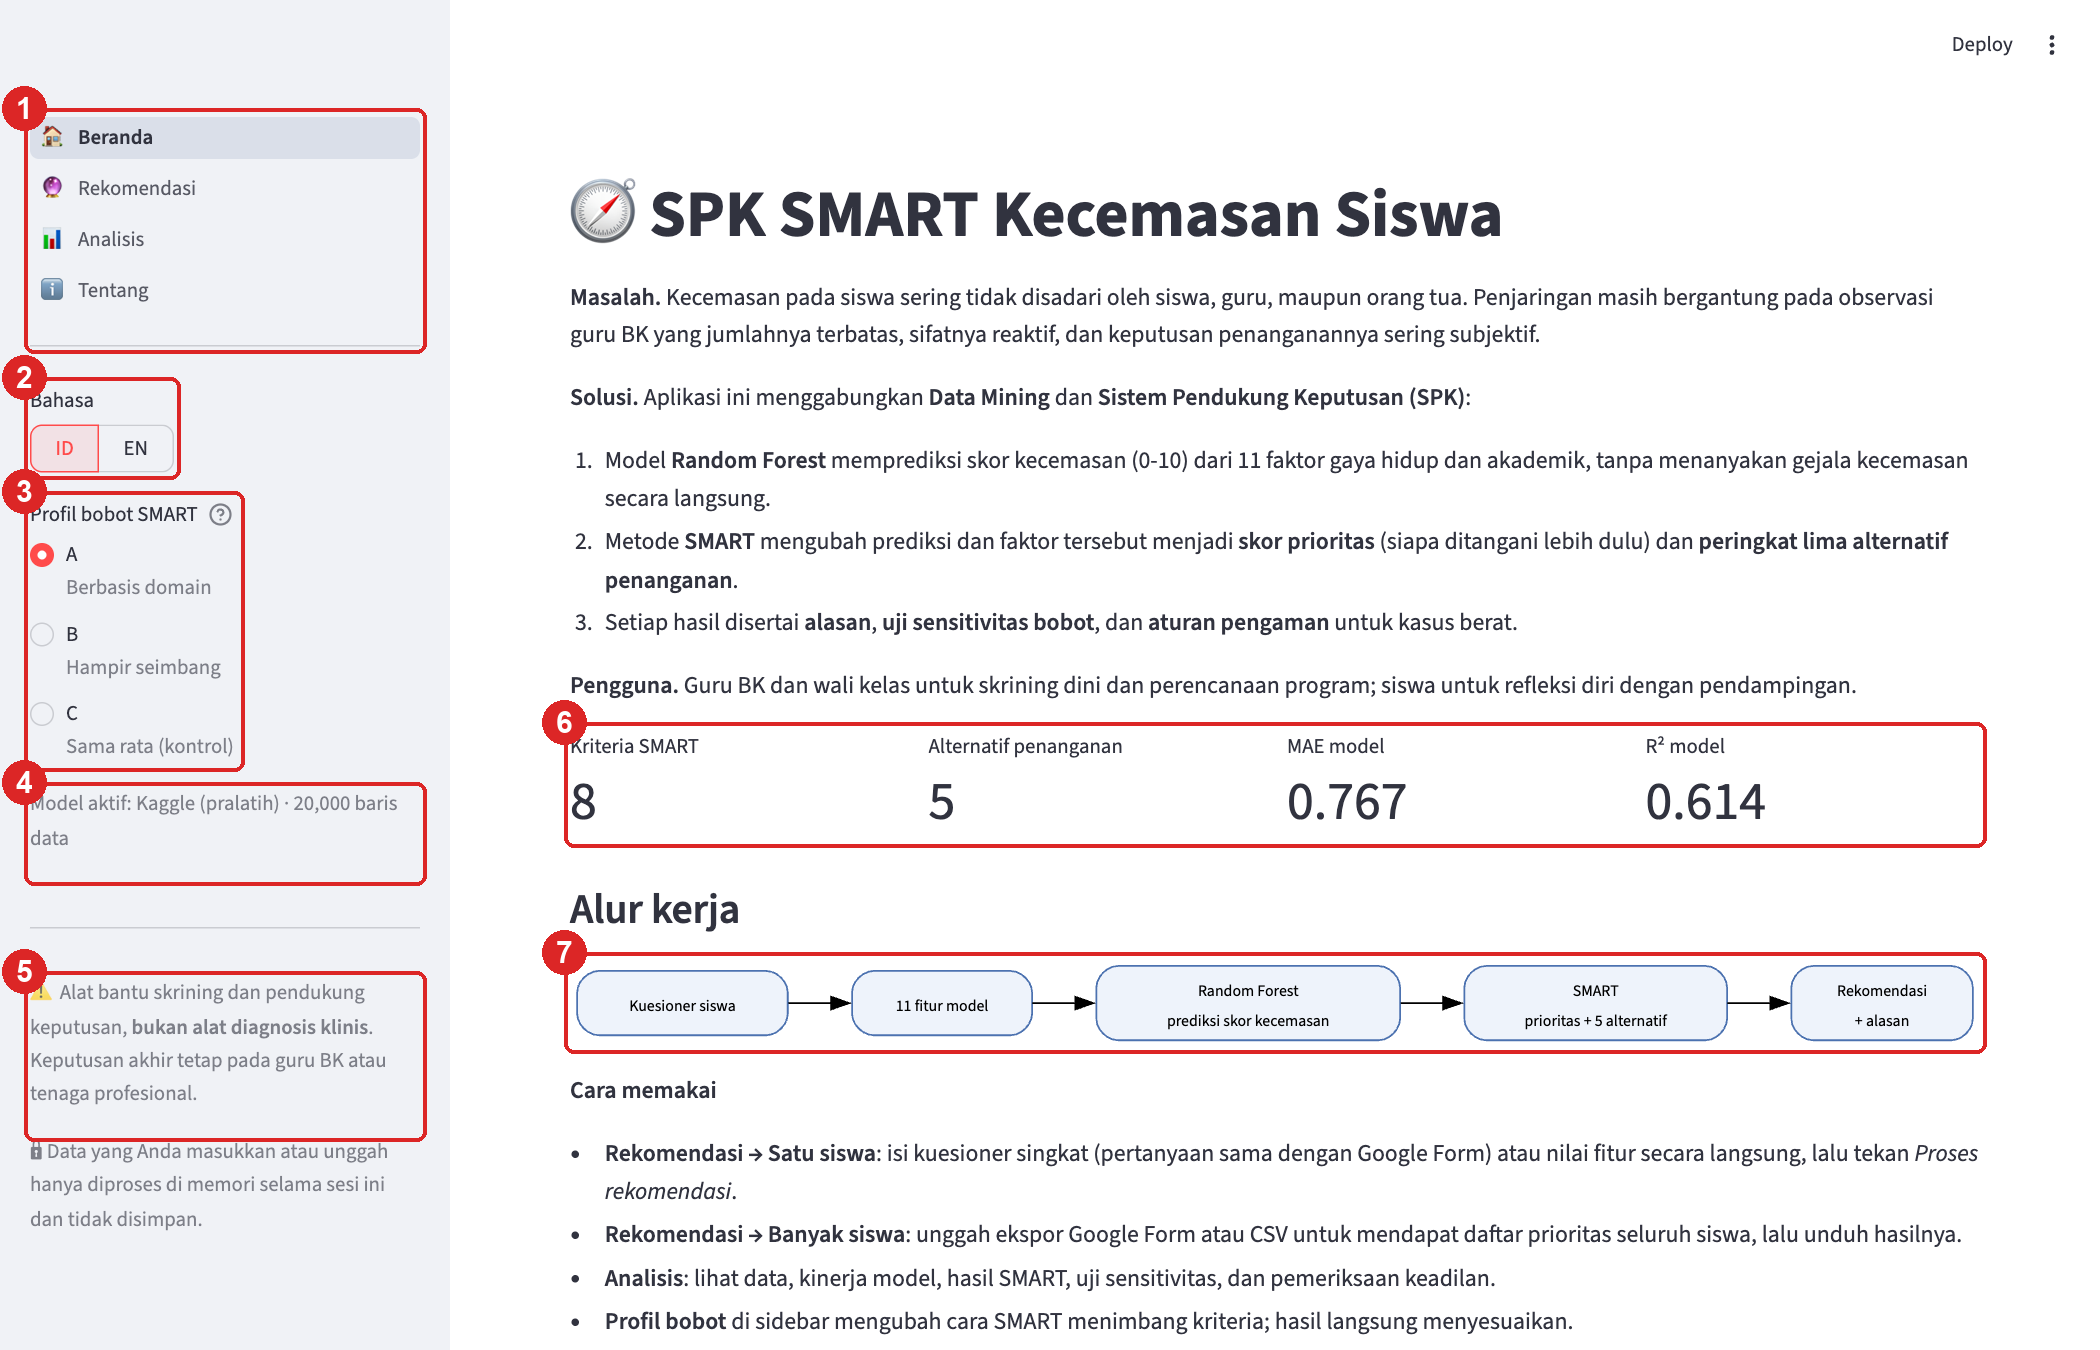 Deploy
1
🏠 Beranda
🔮 Rekomendasi
📊 Analisis
ℹ️ Tentang
2
Bahasa
ID EN
3
Profil bobot SMART ?
A
Berbasis domain
B
Hampir seimbang
C
Sama rata (kontrol)
4
Model aktif: Kaggle (pralatih) · 20,000 baris
data
5
⚠️ Alat bantu skrining dan pendukung
keputusan, bukan alat diagnosis klinis.
Keputusan akhir tetap pada guru BK atau
tenaga profesional.
🔒 Data yang Anda masukkan atau unggah
hanya diproses di memori selama sesi ini
dan tidak disimpan.
🧭 SPK SMART Kecemasan Siswa
Masalah. Kecemasan pada siswa sering tidak disadari oleh siswa, guru, maupun orang tua. Penjaringan masih bergantung pada observasi
guru BK yang jumlahnya terbatas, sifatnya reaktif, dan keputusan penanganannya sering subjektif.
Solusi. Aplikasi ini menggabungkan Data Mining dan Sistem Pendukung Keputusan (SPK):
1. Model Random Forest memprediksi skor kecemasan (0-10) dari 11 faktor gaya hidup dan akademik, tanpa menanyakan gejala kecemasan
secara langsung.
2. Metode SMART mengubah prediksi dan faktor tersebut menjadi skor prioritas (siapa ditangani lebih dulu) dan peringkat lima alternatif
penanganan.
3. Setiap hasil disertai alasan, uji sensitivitas bobot, dan aturan pengaman untuk kasus berat.
Pengguna. Guru BK dan wali kelas untuk skrining dini dan perencanaan program; siswa untuk refleksi diri dengan pendampingan.
6
Kriteria SMART
8
Alternatif penanganan
5
MAE model
0.767
R² model
0.614
Alur kerja
7
Kuesioner siswa
11 fitur model
Random Forest
prediksi skor kecemasan
SMART
prioritas + 5 alternatif
Rekomendasi
+ alasan
Cara memakai
• Rekomendasi → Satu siswa: isi kuesioner singkat (pertanyaan sama dengan Google Form) atau nilai fitur secara langsung, lalu tekan Proses
rekomendasi.
• Rekomendasi → Banyak siswa: unggah ekspor Google Form atau CSV untuk mendapat daftar prioritas seluruh siswa, lalu unduh hasilnya.
• Analisis: lihat data, kinerja model, hasil SMART, uji sensitivitas, dan pemeriksaan keadilan.
• Profil bobot di sidebar mengubah cara SMART menimbang kriteria; hasil langsung menyesuaikan.